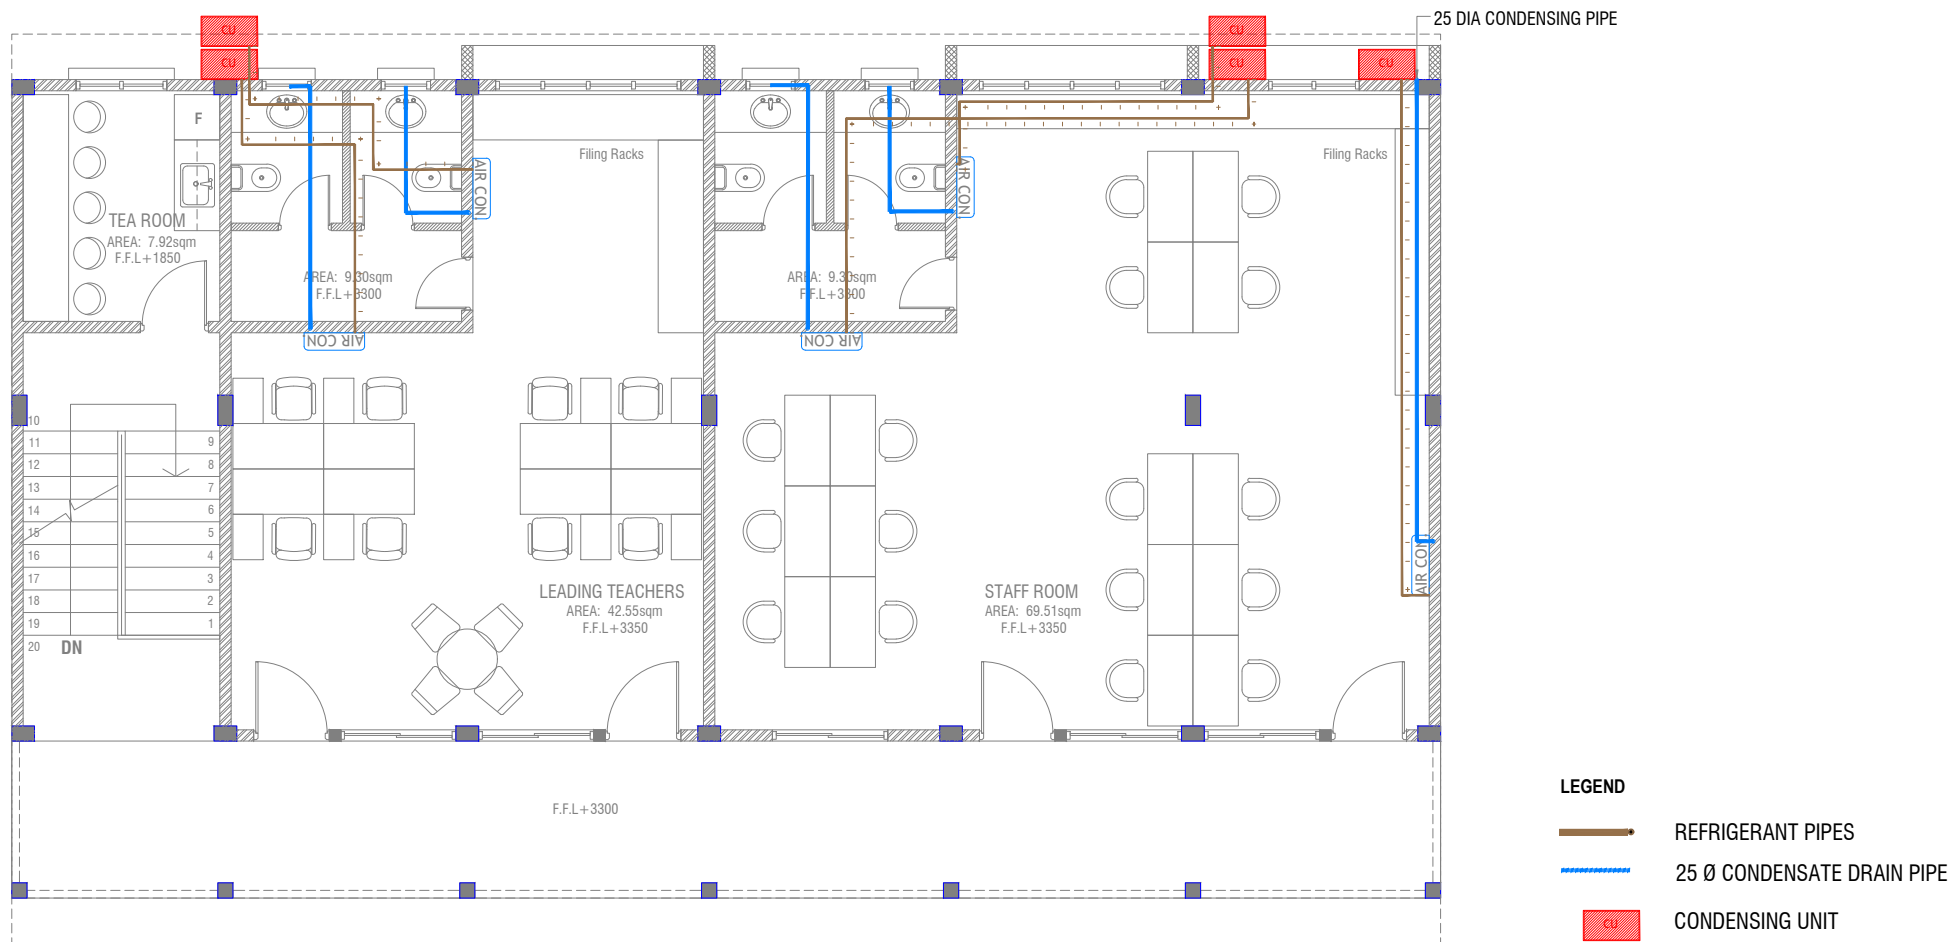 25 DIA CONDENSING PIPE
CU
CU
CU
CU
CU
F
Filing Racks
Filing Racks
AIR CON
AIR CON
TEA ROOM
AREA: 7.92sqm
F.F.L+1850
AREA: 9.30sqm
F.F.L+3300
AREA: 9.30sqm
F.F.L+3300
AIR CON
AIR CON
10
11
12
13
14
15
16
17
18
19
20
9
8
7
6
5
4
3
2
1
DN
AIR CON
LEADING TEACHERS
AREA: 42.55sqm
F.F.L+3350
STAFF ROOM
AREA: 69.51sqm
F.F.L+3350
F.F.L+3300
LEGEND
REFRIGERANT PIPES
25 Ø CONDENSATE DRAIN PIPE
CU
CONDENSING UNIT